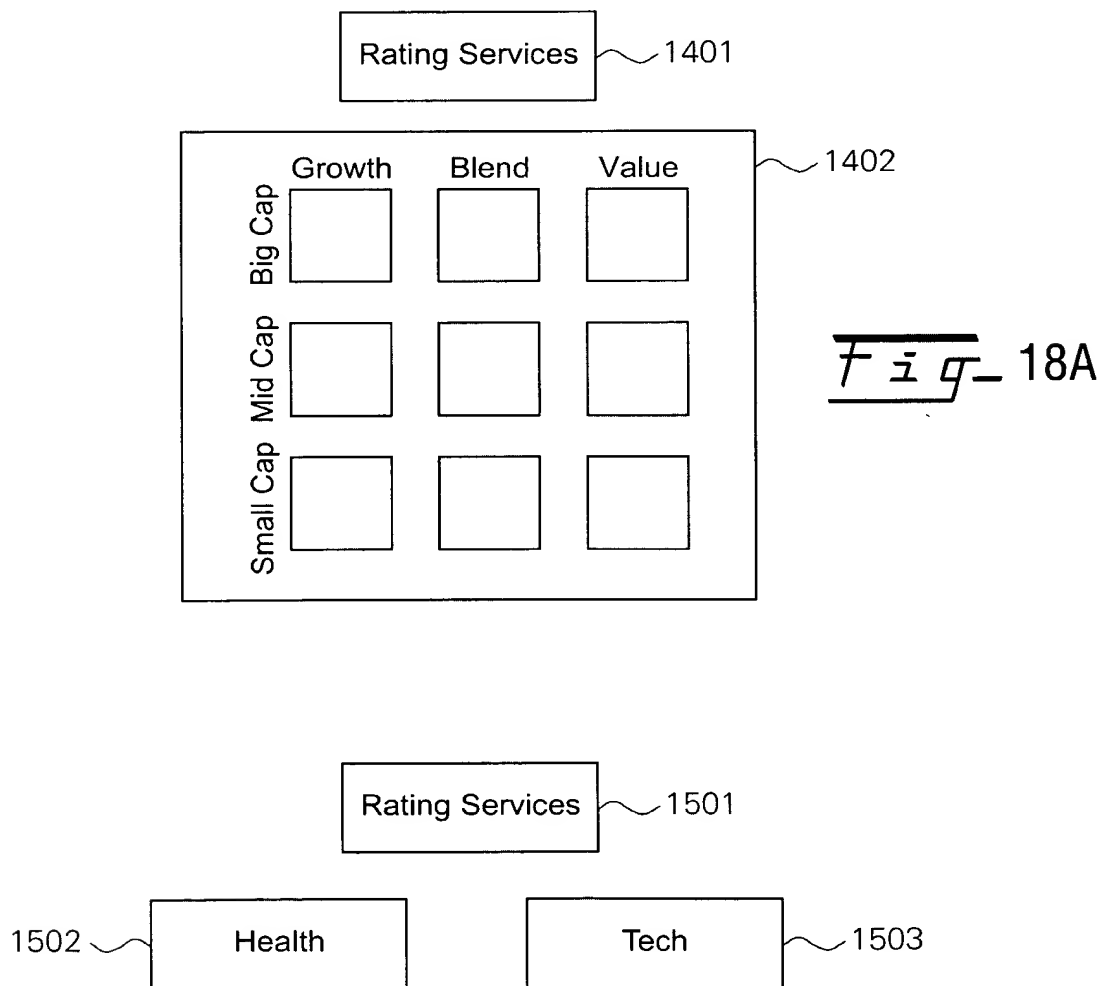 Rating Services 1401
1402
Growth Blend Value
Big Cap
Mid Cap
Small Cap
Fig_ 18A
Rating Services 1501
1502 Health Tech 1503